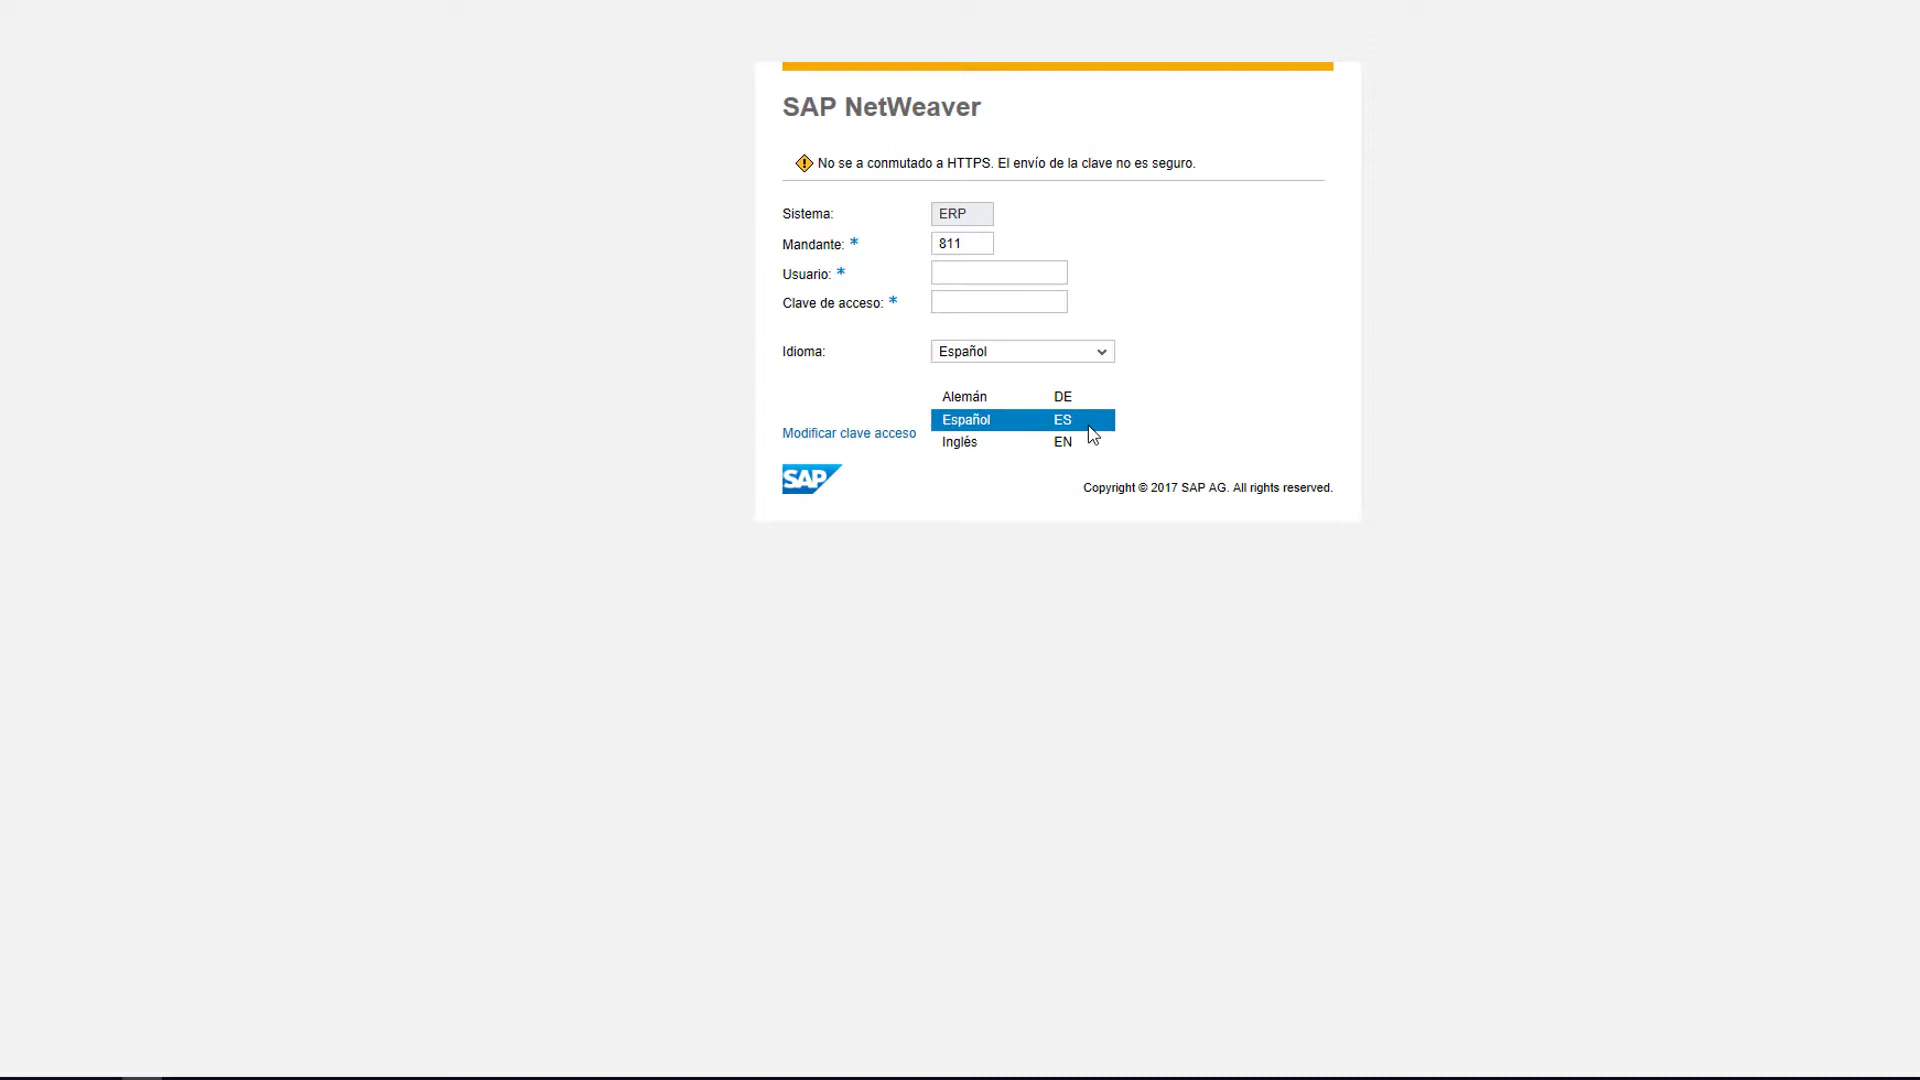 SAP NetWeaver
No se a conmutado a HTTPS. El envío de la clave no es seguro.
Sistema: ERP
Mandante: * 811
Usuario: *
Clave de acceso: *
Idioma: Español
Alemán DE
Español ES
Modificar clave acceso
Inglés EN
SAP
Copyright © 2017 SAP AG. All rights reserved.